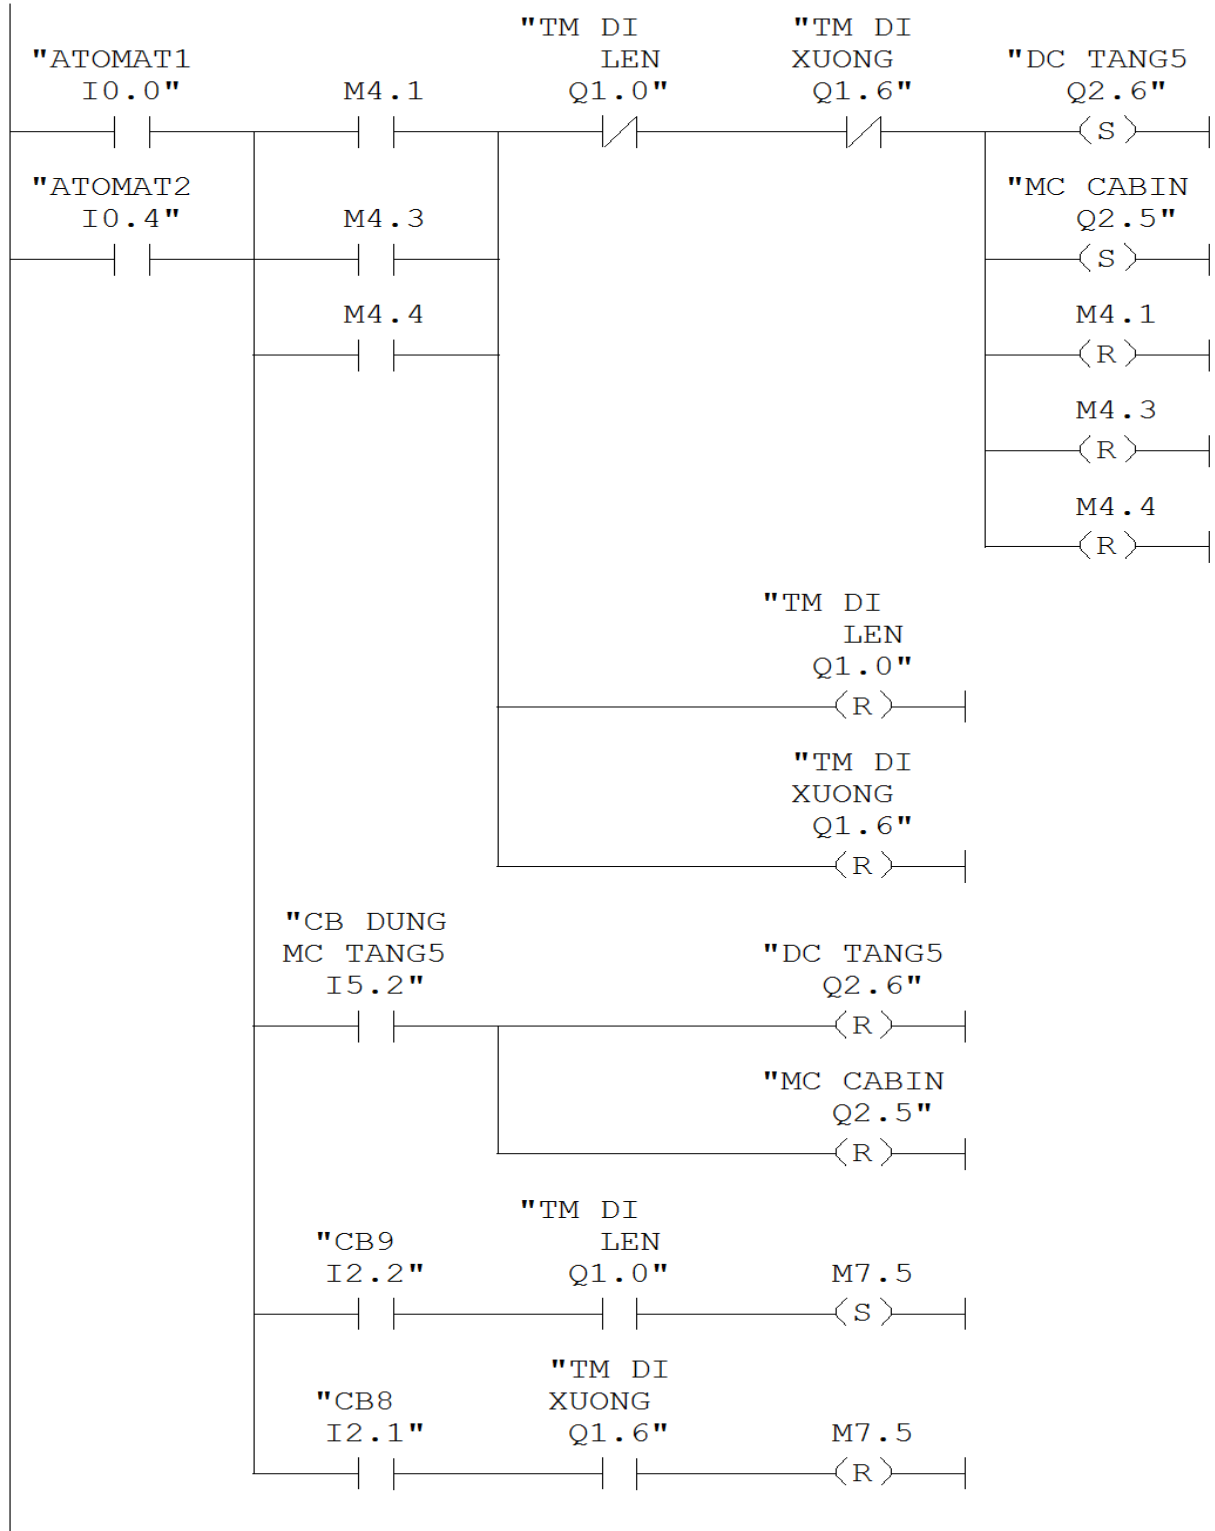 "TM DI "TM DI
"ATOMAT1 LEN XUONG "DC TANG5
I0.0" M4.1 Q1.0" Q1.6" Q2.6"
S
"ATOMAT2 "MC CABIN
I0.4" M4.3 Q2.5"
S
M4.4 M4.1
R
M4.3
R
M4.4
R
"TM DI
LEN
Q1.0"
R
"TM DI
XUONG
Q1.6"
R
"CB DUNG
MC TANG5 "DC TANG5
I5.2" Q2.6"
R
"MC CABIN
Q2.5"
R
"TM DI
"CB9 LEN
I2.2" Q1.0" M7.5
S
"TM DI
"CB8 XUONG
I2.1" Q1.6" M7.5
R